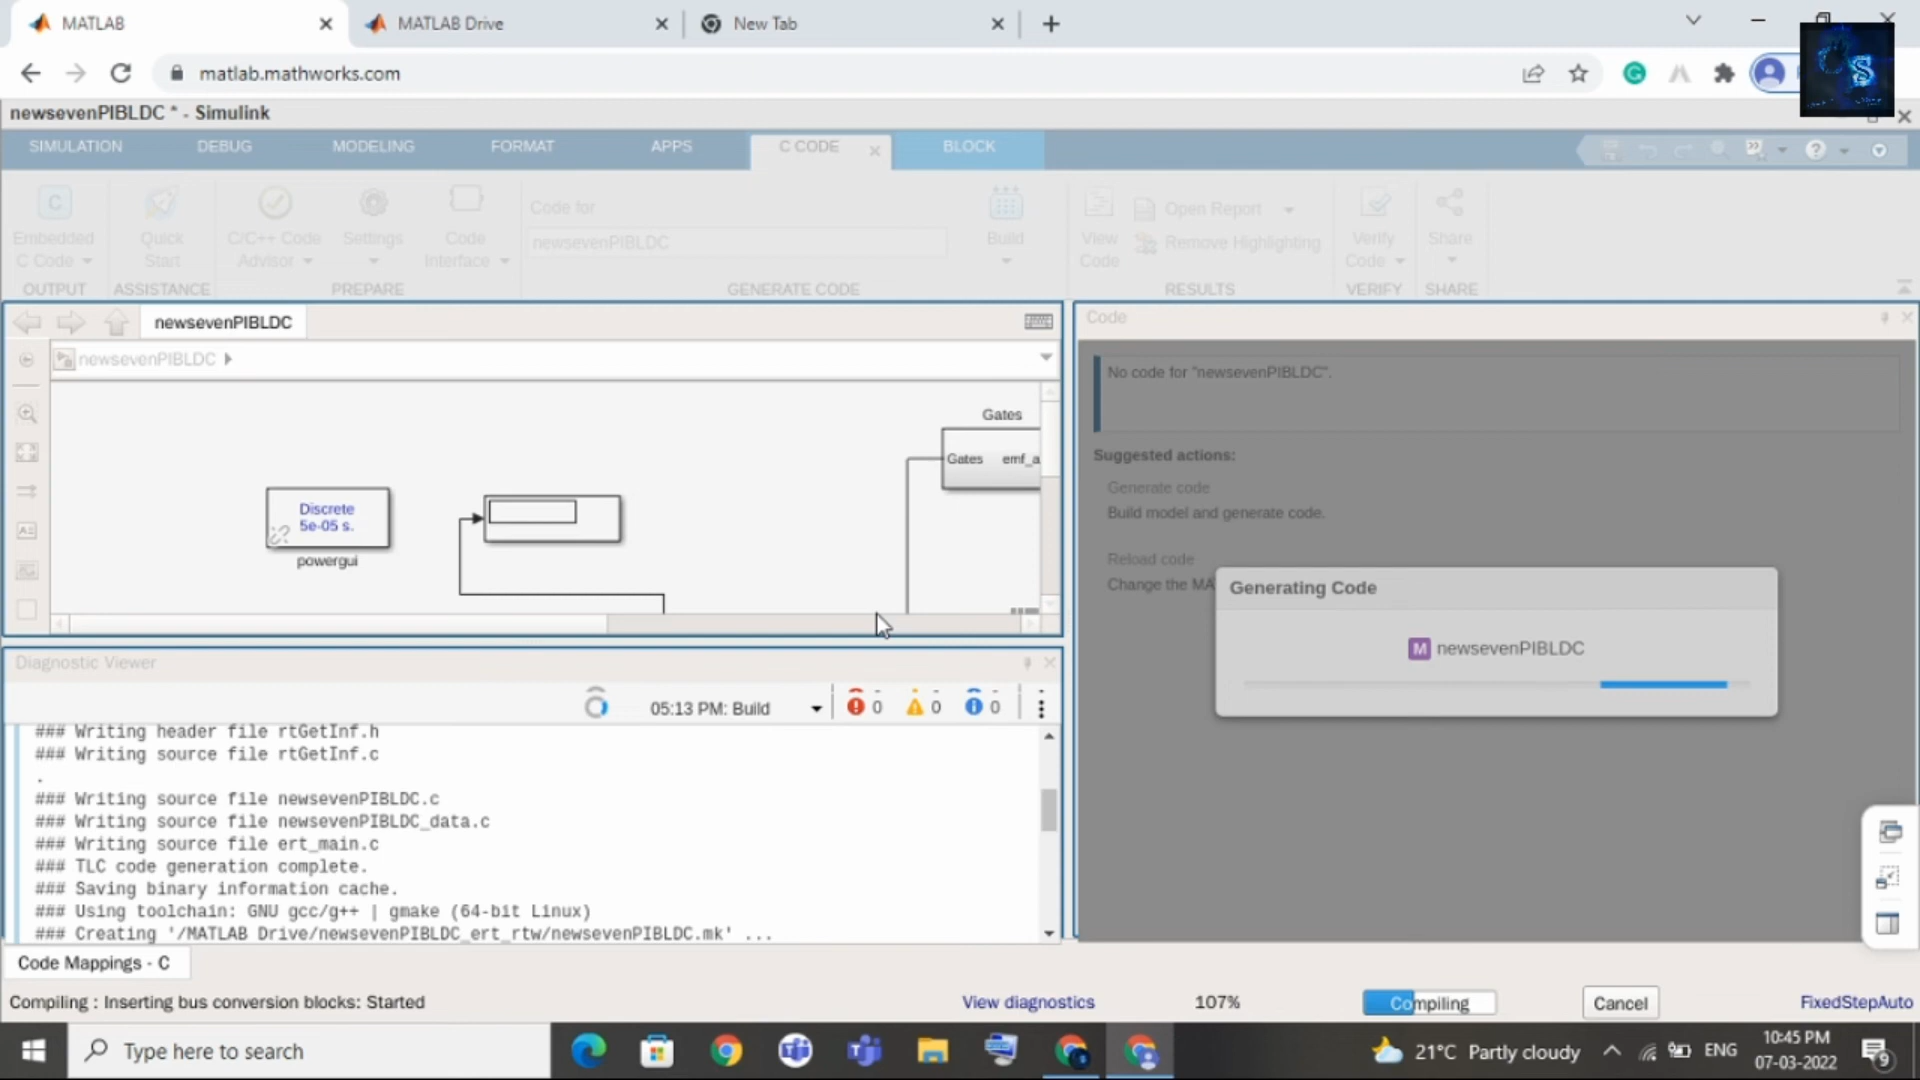 MATLAB
MATLAB Drive
New Tab
matlab.mathworks.com
newsevenPIBLDC * - Simulink
SIMULATION DEBUG MODELING FORMAT APPS C CODE BLOCK
Embedded
C Code
Quick
Start
C/C++ Code
Advisor
Settings
Code
Interface
Code for
newsevenPIBLDC
Build
View
Code
Open Report
Remove Highlighting
Verify
Code
Share
OUTPUT ASSISTANCE PREPARE GENERATE CODE RESULTS VERIFY SHARE
newsevenPIBLDC
newsevenPIBLDC
Gates
Gates emf_a
Discrete
5e-05 s.
powergui
Code
No code for "newsevenPIBLDC".
Suggested actions:
Generate code
Build model and generate code.
Reload code
Change the MA
Generating Code
M newsevenPIBLDC
Diagnostic Viewer
05:13 PM: Build
0 0 0
### Writing header file rtGetInf.h
### Writing source file rtGetInf.c
.
### Writing source file newsevenPIBLDC.c
### Writing source file newsevenPIBLDC_data.c
### Writing source file ert_main.c
### TLC code generation complete.
### Saving binary information cache.
### Using toolchain: GNU gcc/g++ | gmake (64-bit Linux)
### Creating '/MATLAB Drive/newsevenPIBLDC_ert_rtw/newsevenPIBLDC.mk' ...
Code Mappings - C
Compiling : Inserting bus conversion blocks: Started
View diagnostics
107%
Compiling
Cancel
FixedStepAuto
Type here to search
21°C Partly cloudy
ENG
10:45 PM
07-03-2022
9